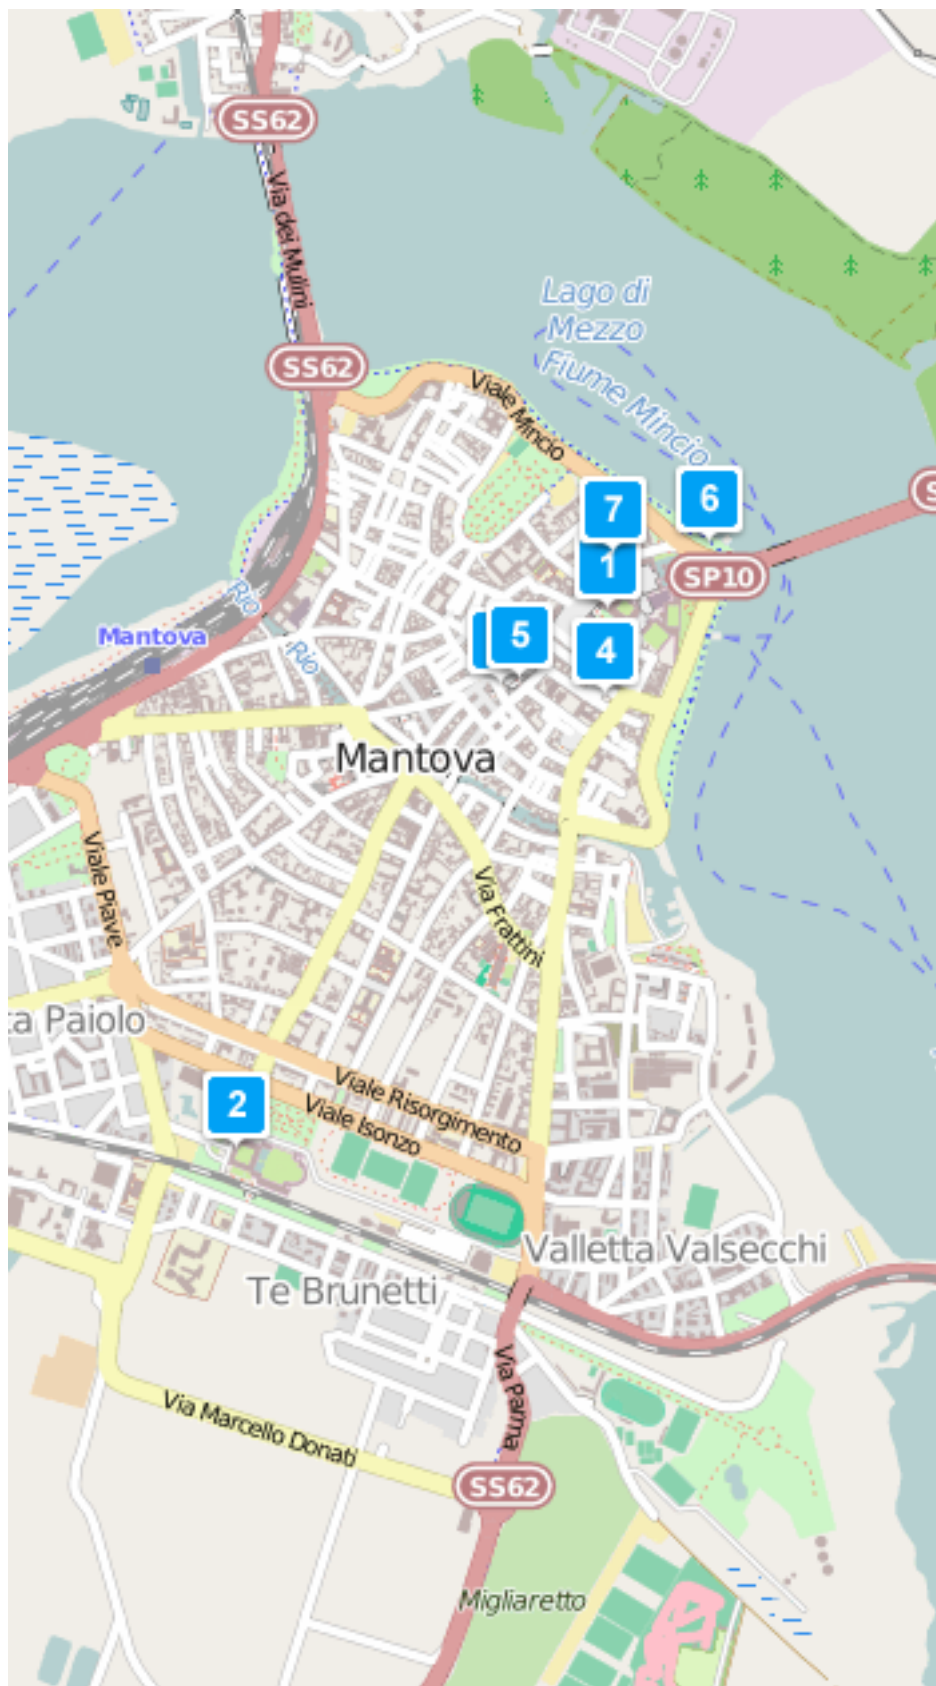 SS62
Via dei Mulini
Lago di
Mezzo
Fiume Mincio
SS62
Viale Mincio
7
6
1
SP10
Rio
Mantova
Rio
5
4
Mantova
Viale Piave
Via Frattini
ta Paiolo
2
Viale Risorgimento
Viale Isonzo
Valletta Valsecchi
Te Brunetti
Via Parma
Via Marcello Donati
SS62
Migliaretto